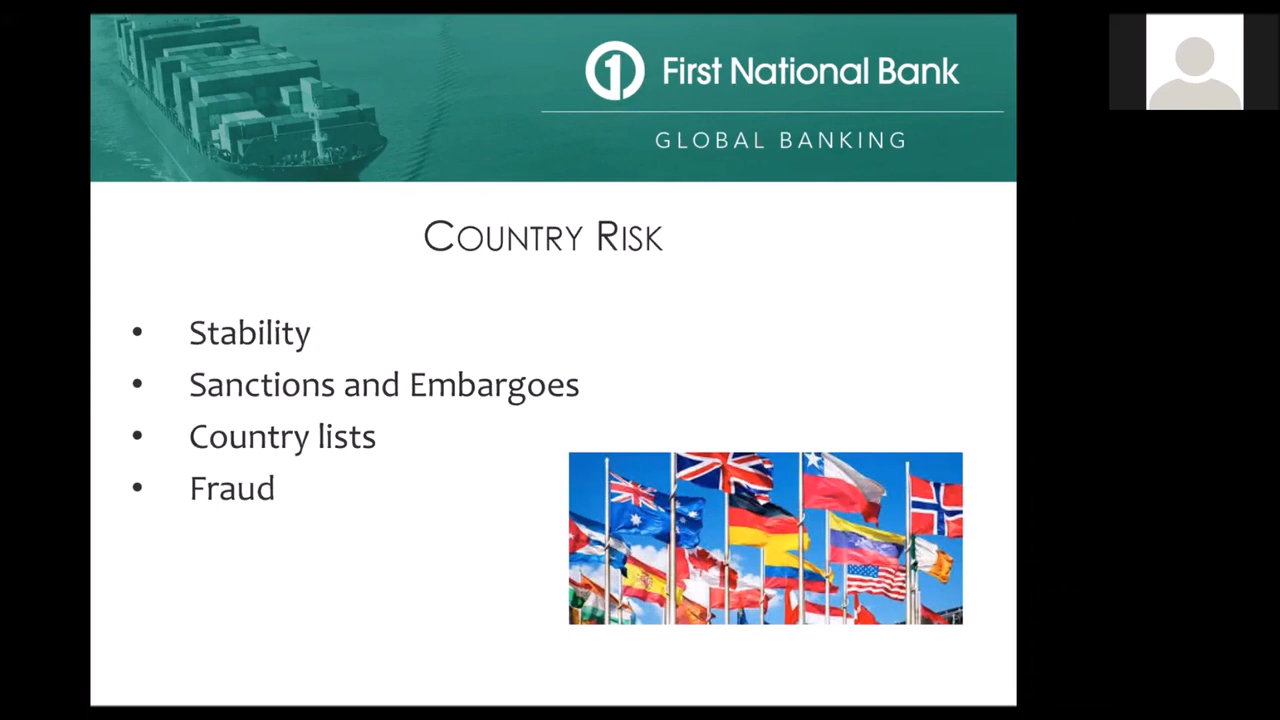 First National Bank
GLOBAL BANKING
COUNTRY RISK
• Stability
• Sanctions and Embargoes
• Country lists
• Fraud